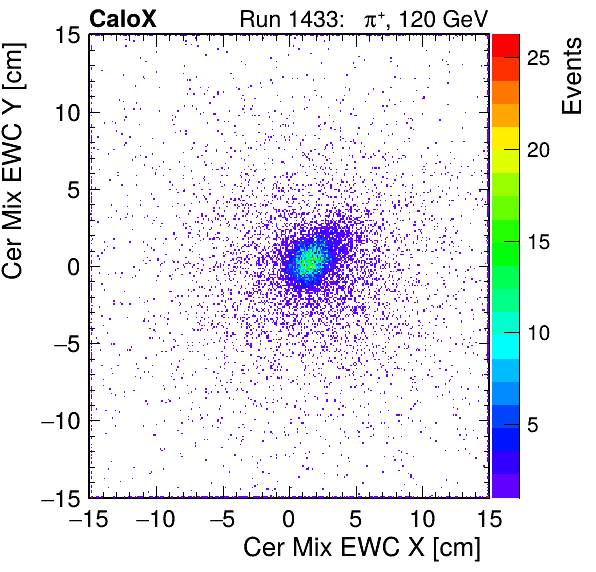 CaloX Run 1433: π⁺, 120 GeV
Cer Mix EWC Y [cm]
15
10
5
0
−5
−10
−15
−15 −10 −5 0 5 10 15
Cer Mix EWC X [cm]
Events
25
20
15
10
5